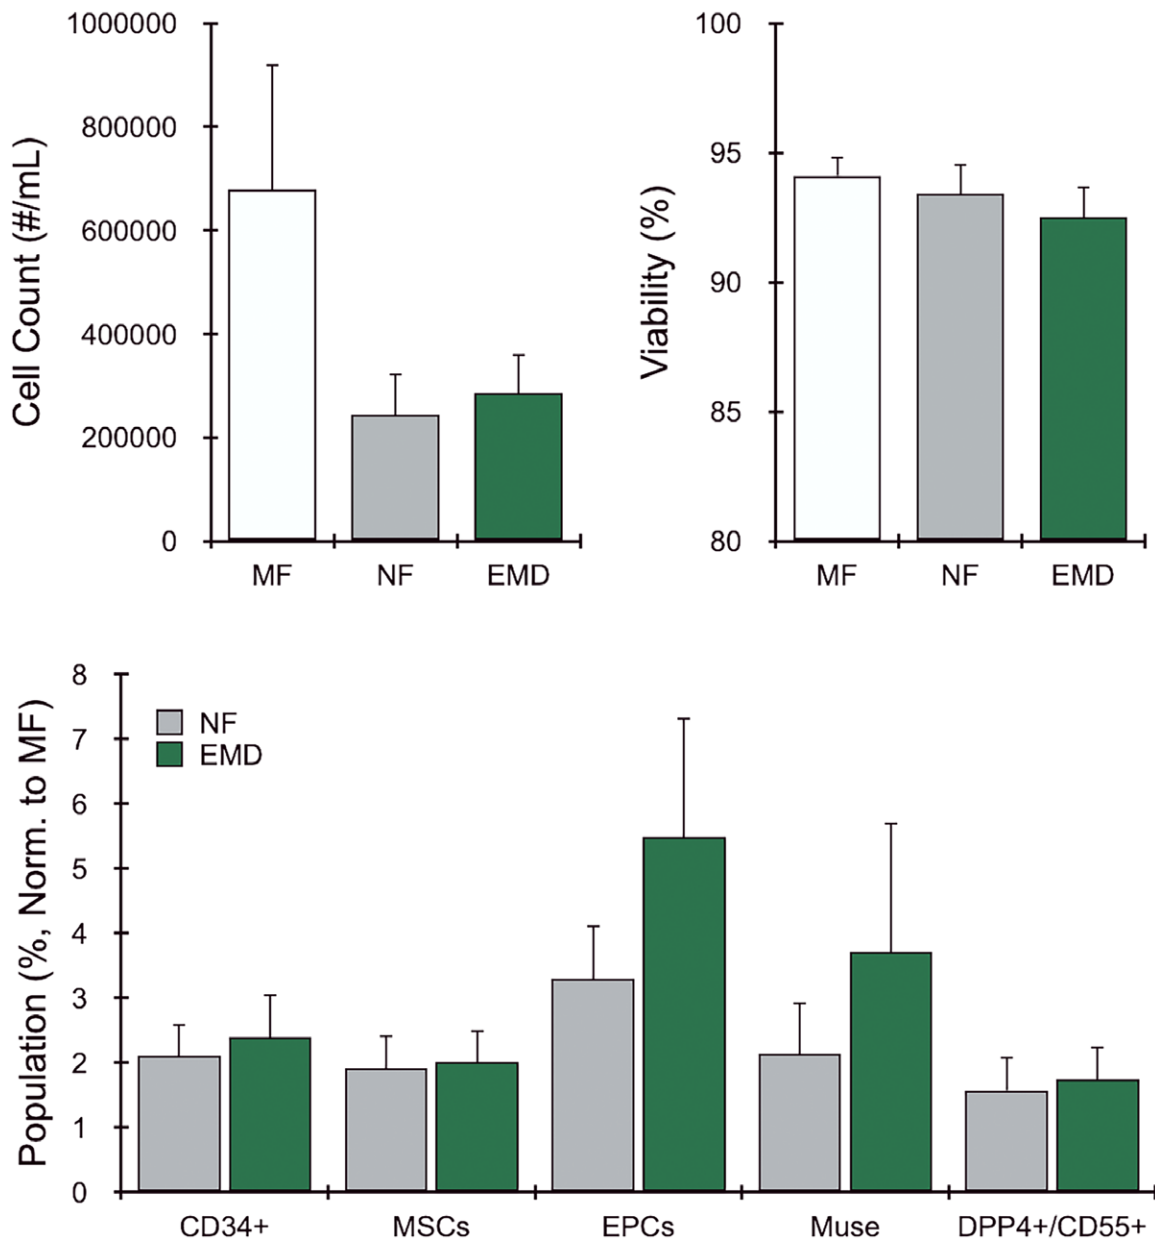 Cell Count (#/mL)
1000000
800000
600000
400000
200000
0
MF NF EMD
Viability (%)
100
95
90
85
80
MF NF EMD
Population (%, Norm. to MF)
8
7
6
5
4
3
2
1
0
NF
EMD
CD34+ MSCs EPCs Muse DPP4+/CD55+